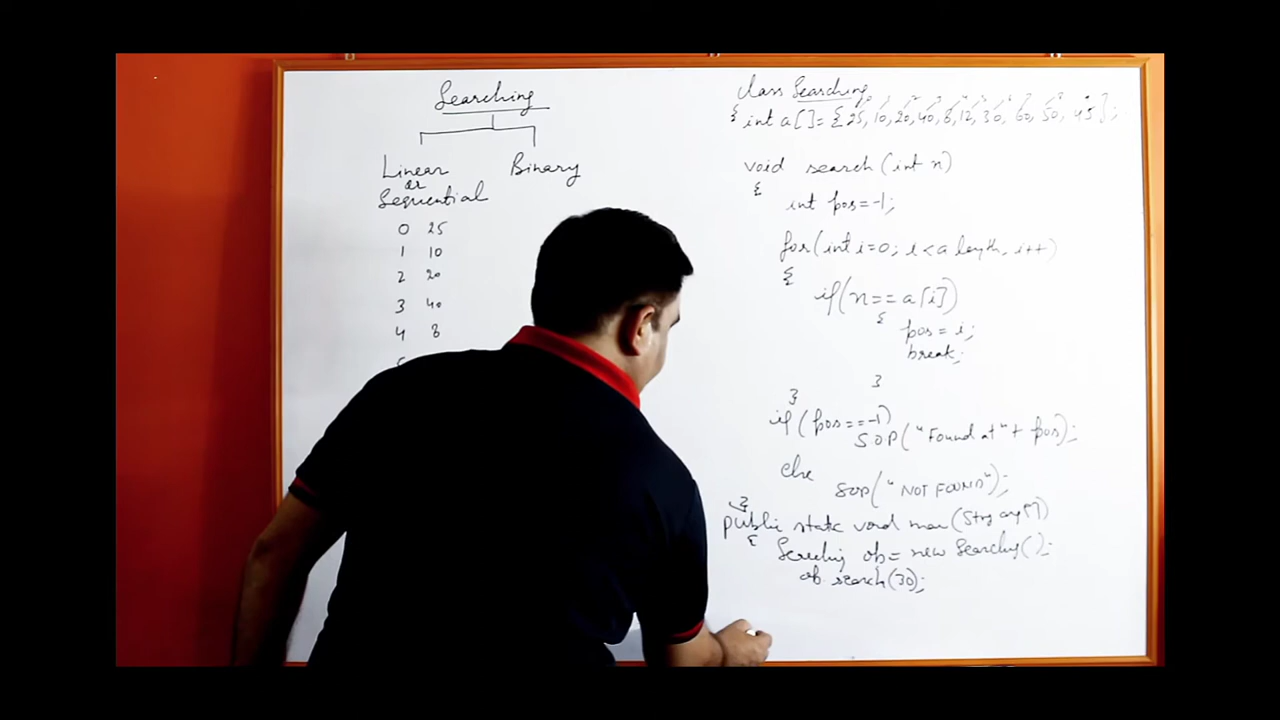 Searching
Linear Binary
or
Sequential
0 25
1 10
2 20
3 40
4 8
class Searching
{ int a[]={25, 10, 20, 40, 8, 12, 30, 60, 50, 45};
void search(int n)
{
int pos=-1;
for(int i=0; i<a length, i++)
{
if(n==a[i])
{
pos=i;
break;
}
}
if(pos==-1)
SOP("Found at"+ pos);
else
SOP("NOT FOUND");
}
public static void main(String arg[])
{
Searching ob= new Searching();
ob search(30);